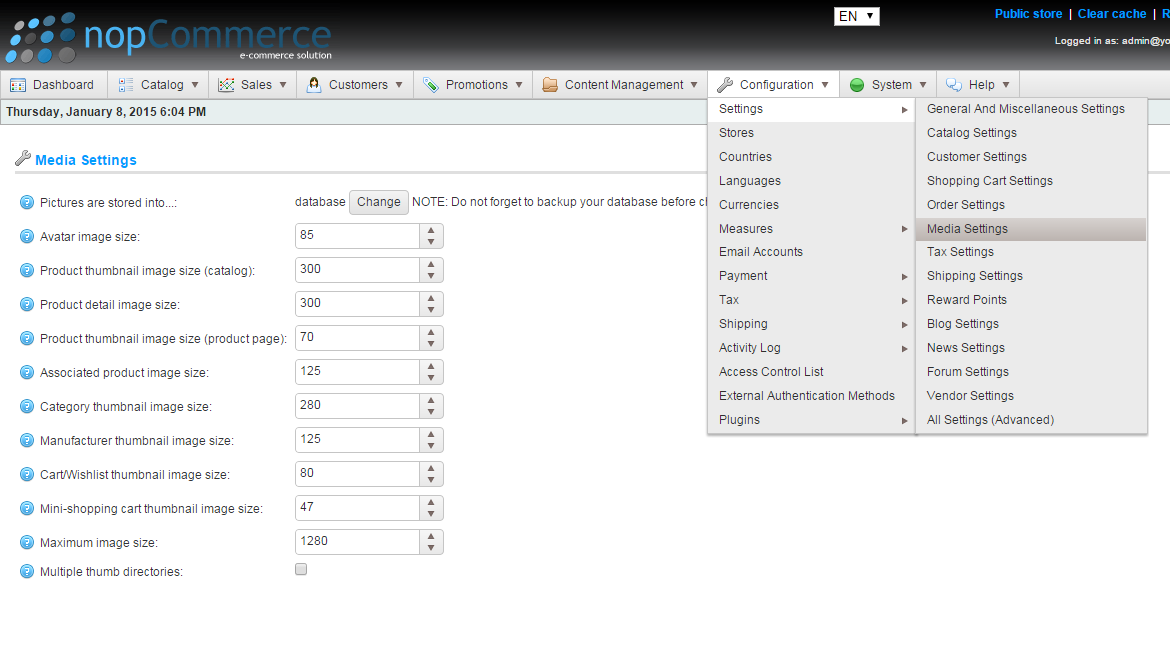 nopCommerce
e-commerce solution
EN
Public store | Clear cache |
Logged in as:
Dashboard Catalog Sales Customers Promotions Content Management Configuration System Help
Thursday, January 8, 2015 6:04 PM
Media Settings
Pictures are stored into...: database Change NOTE: Do not forget to backup your database before
Avatar image size: 85
Product thumbnail image size (catalog): 300
Product detail image size: 300
Product thumbnail image size (product page): 70
Associated product image size: 125
Category thumbnail image size: 280
Manufacturer thumbnail image size: 125
Cart/Wishlist thumbnail image size: 80
Mini-shopping cart thumbnail image size: 47
Maximum image size: 1280
Multiple thumb directories:
Settings
Stores
Countries
Languages
Currencies
Measures
Email Accounts
Payment
Tax
Shipping
Activity Log
Access Control List
External Authentication Methods
Plugins
General And Miscellaneous Settings
Catalog Settings
Customer Settings
Shopping Cart Settings
Order Settings
Media Settings
Tax Settings
Shipping Settings
Reward Points
Blog Settings
News Settings
Forum Settings
Vendor Settings
All Settings (Advanced)